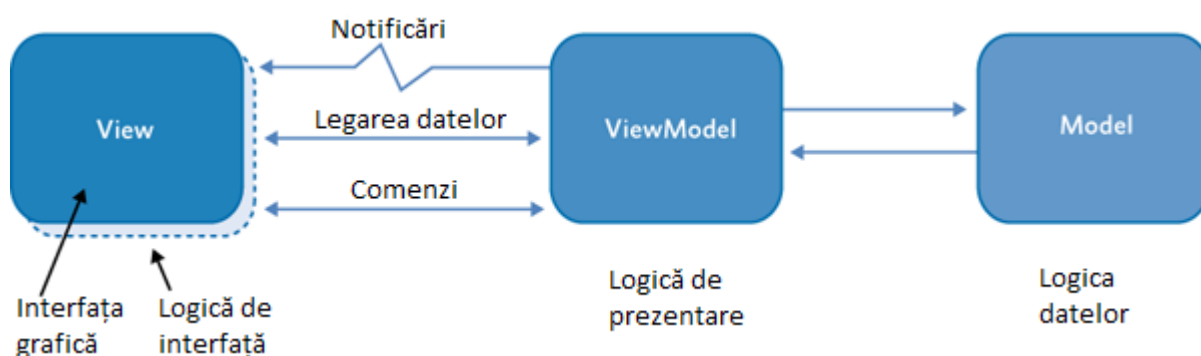 Notificări
View
Legarea datelor
ViewModel
Model
Comenzi
Interfața
grafică
Logică de
interfață
Logică de
prezentare
Logica
datelor